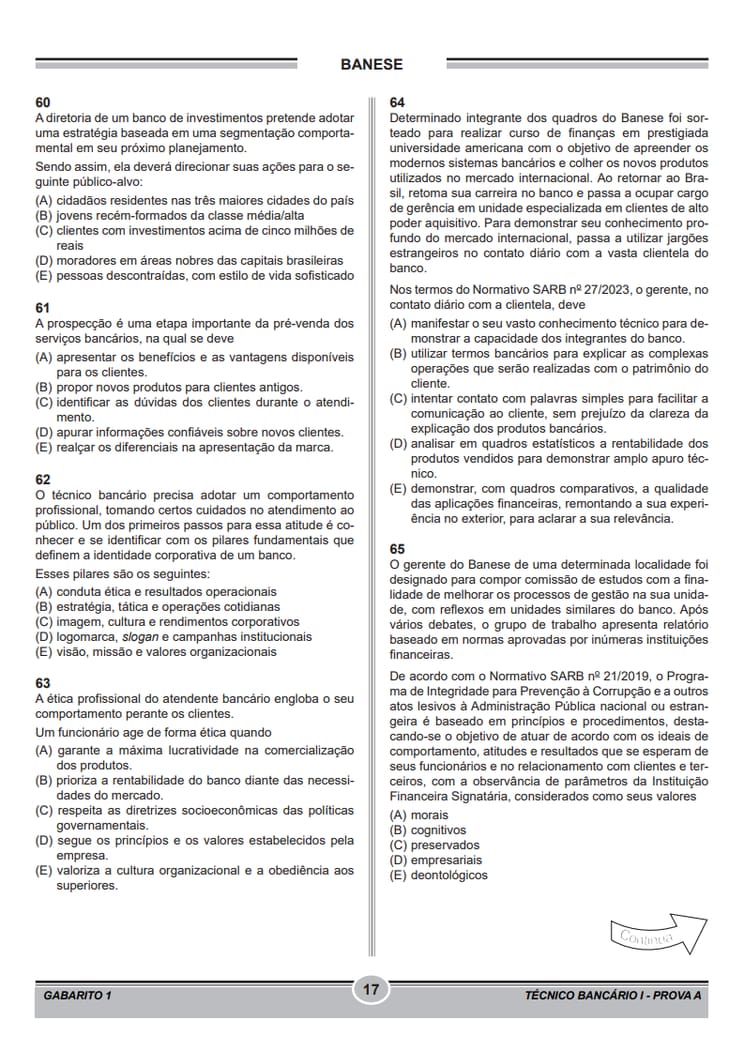 BANESE
60
A diretoria de um banco de investimentos pretende adotar
uma estratégia baseada em uma segmentação comporta-
mental em seu próximo planejamento.
Sendo assim, ela deverá direcionar suas ações para o se-
guinte público-alvo:
(A) cidadãos residentes nas três maiores cidades do país
(B) jovens recém-formados da classe média/alta
(C) clientes com investimentos acima de cinco milhões de
reais
(D) moradores em áreas nobres das capitais brasileiras
(E) pessoas descontraídas, com estilo de vida sofisticado
61
A prospecção é uma etapa importante da pré-venda dos
serviços bancários, na qual se deve
(A) apresentar os benefícios e as vantagens disponíveis
para os clientes.
(B) propor novos produtos para clientes antigos.
(C) identificar as dúvidas dos clientes durante o atendi-
mento.
(D) apurar informações confiáveis sobre novos clientes.
(E) realçar os diferenciais na apresentação da marca.
62
O técnico bancário precisa adotar um comportamento
profissional, tomando certos cuidados no atendimento ao
público. Um dos primeiros passos para essa atitude é co-
nhecer e se identificar com os pilares fundamentais que
definem a identidade corporativa de um banco.
Esses pilares são os seguintes:
(A) conduta ética e resultados operacionais
(B) estratégia, tática e operações cotidianas
(C) imagem, cultura e rendimentos corporativos
(D) logomarca, slogan e campanhas institucionais
(E) visão, missão e valores organizacionais
63
A ética profissional do atendente bancário engloba o seu
comportamento perante os clientes.
Um funcionário age de forma ética quando
(A) garante a máxima lucratividade na comercialização
dos produtos.
(B) prioriza a rentabilidade do banco diante das necessi-
dades do mercado.
(C) respeita as diretrizes socioeconômicas das políticas
governamentais.
(D) segue os princípios e os valores estabelecidos pela
empresa.
(E) valoriza a cultura organizacional e a obediência aos
superiores.
64
Determinado integrante dos quadros do Banese foi sor-
teado para realizar curso de finanças em prestigiada
universidade americana com o objetivo de apreender os
modernos sistemas bancários e colher os novos produtos
utilizados no mercado internacional. Ao retornar ao Bra-
sil, retoma sua carreira no banco e passa a ocupar cargo
de gerência em unidade especializada em clientes de alto
poder aquisitivo. Para demonstrar seu conhecimento pro-
fundo do mercado internacional, passa a utilizar jargões
estrangeiros no contato diário com a vasta clientela do
banco.
Nos termos do Normativo SARB nº 27/2023, o gerente, no
contato diário com a clientela, deve
(A) manifestar o seu vasto conhecimento técnico para de-
monstrar a capacidade dos integrantes do banco.
(B) utilizar termos bancários para explicar as complexas
operações que serão realizadas com o patrimônio do
cliente.
(C) intentar contato com palavras simples para facilitar a
comunicação ao cliente, sem prejuízo da clareza da
explicação dos produtos bancários.
(D) analisar em quadros estatísticos a rentabilidade dos
produtos vendidos para demonstrar amplo apuro téc-
nico.
(E) demonstrar, com quadros comparativos, a qualidade
das aplicações financeiras, remontando a sua experi-
ência no exterior, para aclarar a sua relevância.
65
O gerente do Banese de uma determinada localidade foi
designado para compor comissão de estudos com a fina-
lidade de melhorar os processos de gestão na sua unida-
de, com reflexos em unidades similares do banco. Após
vários debates, o grupo de trabalho apresenta relatório
baseado em normas aprovadas por inúmeras instituições
financeiras.
De acordo com o Normativo SARB nº 21/2019, o Progra-
ma de Integridade para Prevenção à Corrupção e a outros
atos lesivos à Administração Pública nacional ou estran-
geira é baseado em princípios e procedimentos, desta-
cando-se o objetivo de atuar de acordo com os ideais de
comportamento, atitudes e resultados que se esperam de
seus funcionários e no relacionamento com clientes e ter-
ceiros, com a observância de parâmetros da Instituição
Financeira Signatária, considerados como seus valores
(A) morais
(B) cognitivos
(C) preservados
(D) empresariais
(E) deontológicos
Continua
GABARITO 1
17
TÉCNICO BANCÁRIO I - PROVA A